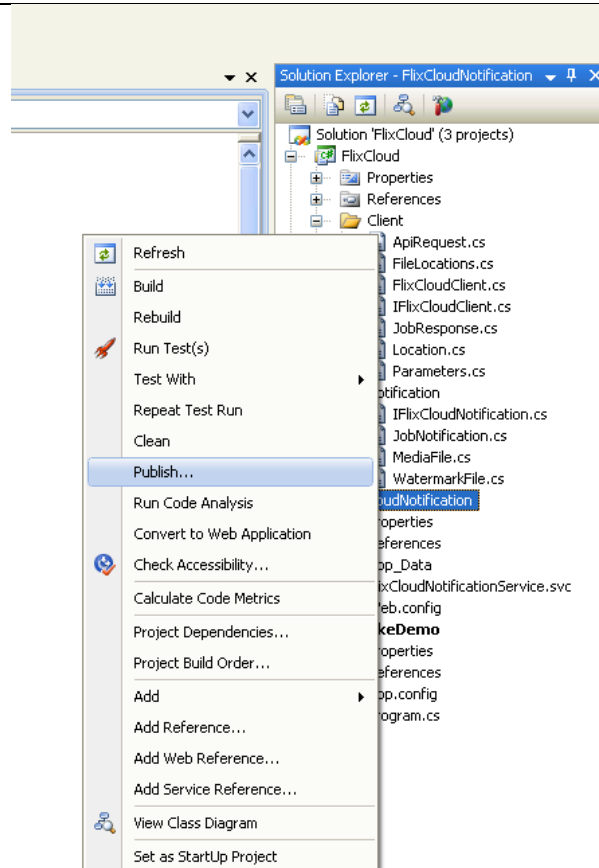 Solution Explorer - FlixCloudNotification
Solution 'FlixCloud' (3 projects)
FlixCloud
Properties
References
Client
ApiRequest.cs
FileLocations.cs
FlixCloudClient.cs
IFlixCloudClient.cs
JobResponse.cs
Location.cs
Parameters.cs
otification
IFlixCloudNotification.cs
JobNotification.cs
MediaFile.cs
WatermarkFile.cs
oudNotification
operties
eferences
pp_Data
ixCloudNotificationService.svc
eb.config
keDemo
operties
eferences
pp.config
rogram.cs
Refresh
Build
Rebuild
Run Test(s)
Test With
Repeat Test Run
Clean
Publish...
Run Code Analysis
Convert to Web Application
Check Accessibility...
Calculate Code Metrics
Project Dependencies...
Project Build Order...
Add
Add Reference...
Add Web Reference...
Add Service Reference...
View Class Diagram
Set as StartUp Project